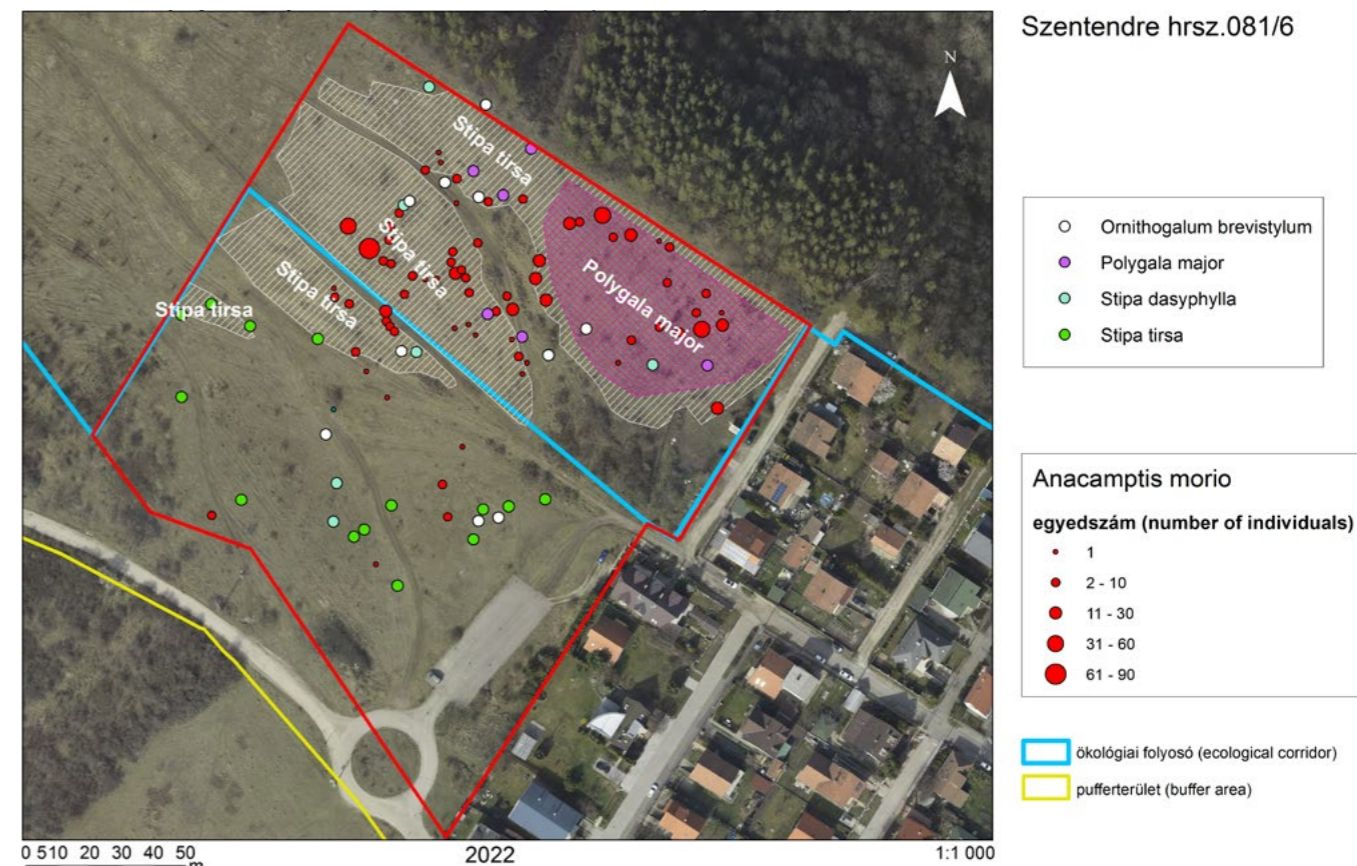 Szentendre hrsz.081/6
N
Stipa tirsa
Stipa tirsa
Stipa tirsa
Stipa tirsa
Polygala major
Ornithogalum brevistylum
Polygala major
Stipa dasyphylla
Stipa tirsa
Anacamptis morio
egyedszám (number of individuals)
1
2 - 10
11 - 30
31 - 60
61 - 90
ökológiai folyosó (ecological corridor)
pufferterület (buffer area)
0 5 10 20 30 40 50
m
2022
1:1 000